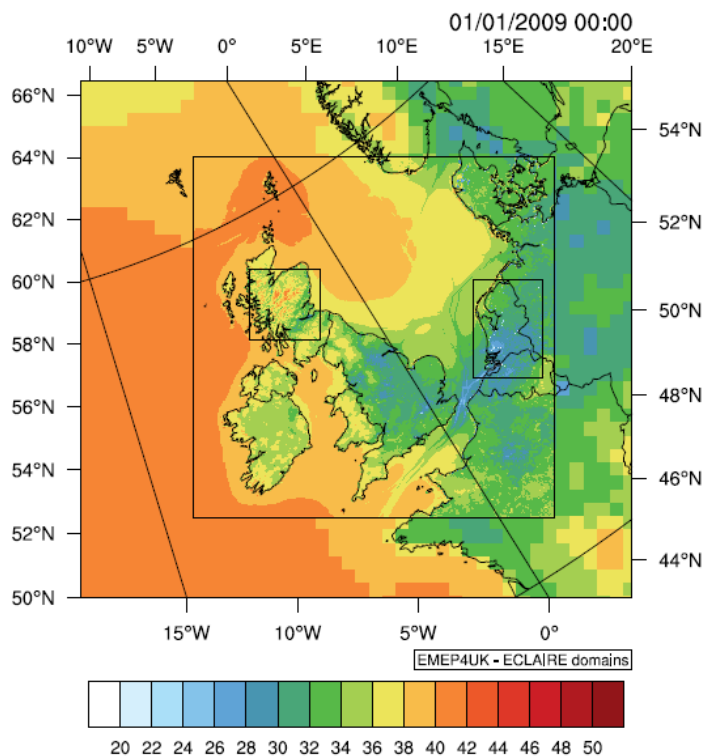 01/01/2009 00:00
10°W 5°W 0° 5°E 10°E 15°E 20°E
66°N
64°N
62°N
60°N
58°N
56°N
54°N
52°N
50°N
54°N
52°N
50°N
48°N
46°N
44°N
15°W 10°W 5°W 0°
EMEP4UK - ECLAIRE domains
20 22 24 26 28 30 32 34 36 38 40 42 44 46 48 50